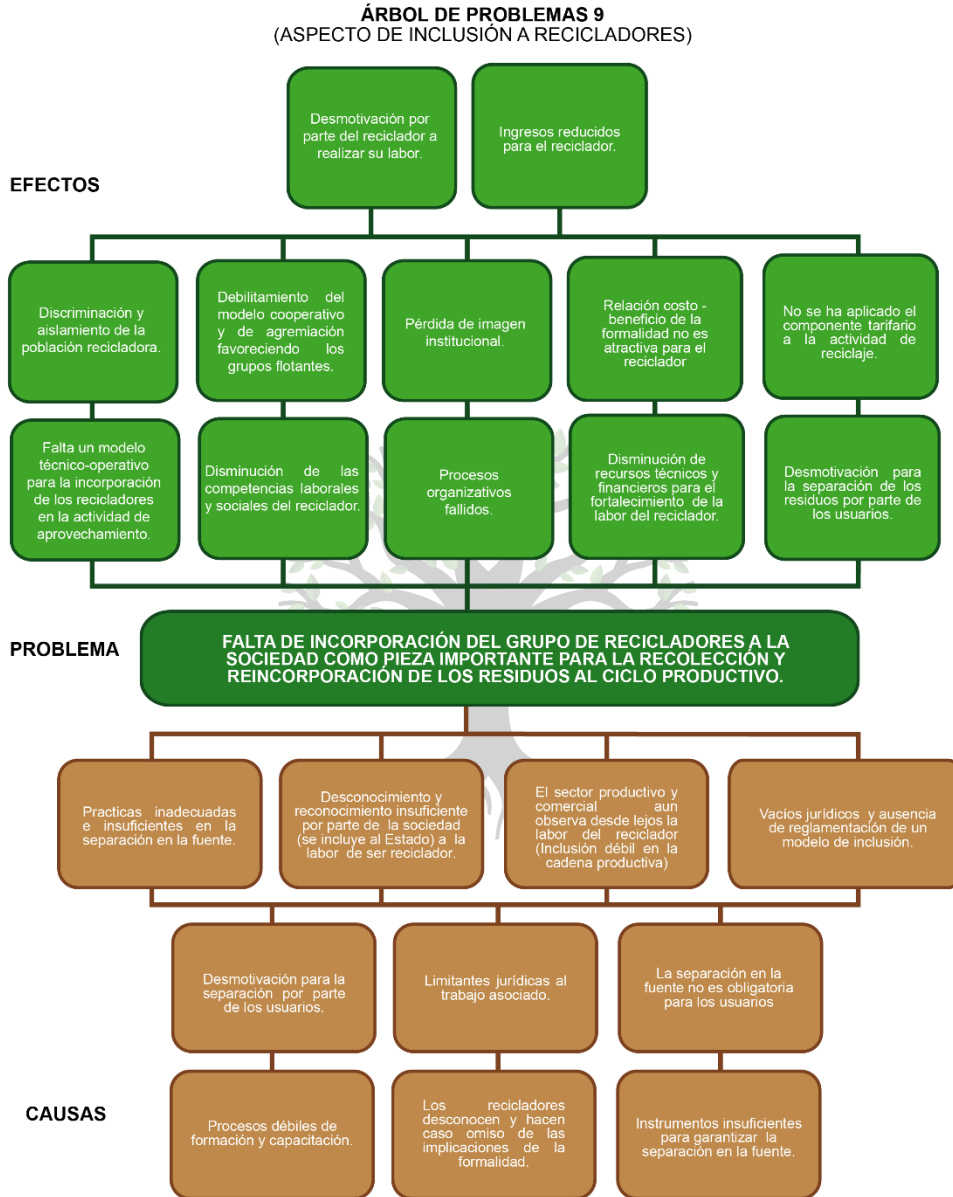 ÁRBOL DE PROBLEMAS 9
(ASPECTO DE INCLUSIÓN A RECICLADORES)
Desmotivación por
parte del reciclador a
realizar su labor.
Ingresos reducidos
para el reciclador.
EFECTOS
Discriminación y
aislamiento de la
población recicladora.
Debilitamiento del
modelo cooperativo
y de agremiación
favoreciendo los
grupos flotantes.
Pérdida de imagen
institucional.
Relación costo -
beneficio de la
formalidad no es
atractiva para el
reciclador
No se ha aplicado el
componente tarifario
a la actividad de
reciclaje.
Falta un modelo
técnico-operativo
para la incorporación
de los recicladores
en la actividad de
aprovechamiento.
Disminución de las
competencias laborales
y sociales del reciclador.
Procesos
organizativos
fallidos.
Disminución de
recursos técnicos y
financieros para el
fortalecimiento de la
labor del reciclador.
Desmotivación para
la separación de los
residuos por parte de
los usuarios.
PROBLEMA
FALTA DE INCORPORACIÓN DEL GRUPO DE RECICLADORES A LA
SOCIEDAD COMO PIEZA IMPORTANTE PARA LA RECOLECCIÓN Y
REINCORPORACIÓN DE LOS RESIDUOS AL CICLO PRODUCTIVO.
Practicas inadecuadas
e insuficientes en la
separación en la fuente.
Desconocimiento y
reconocimiento insuficiente
por parte de la sociedad
(se incluye al Estado) a la
labor de ser reciclador.
El sector productivo y
comercial aun
observa desde lejos la
labor del reciclador
(Inclusión débil en la
cadena productiva)
Vacíos jurídicos y ausencia
de reglamentación de un
modelo de inclusión.
Desmotivación para la
separación por parte
de los usuarios.
Limitantes jurídicas al
trabajo asociado.
La separación en la
fuente no es obligatoria
para los usuarios
CAUSAS
Procesos débiles de
formación y capacitación.
Los recicladores
desconocen y hacen
caso omiso de las
implicaciones de la
formalidad.
Instrumentos insuficientes
para garantizar la
separación en la fuente.